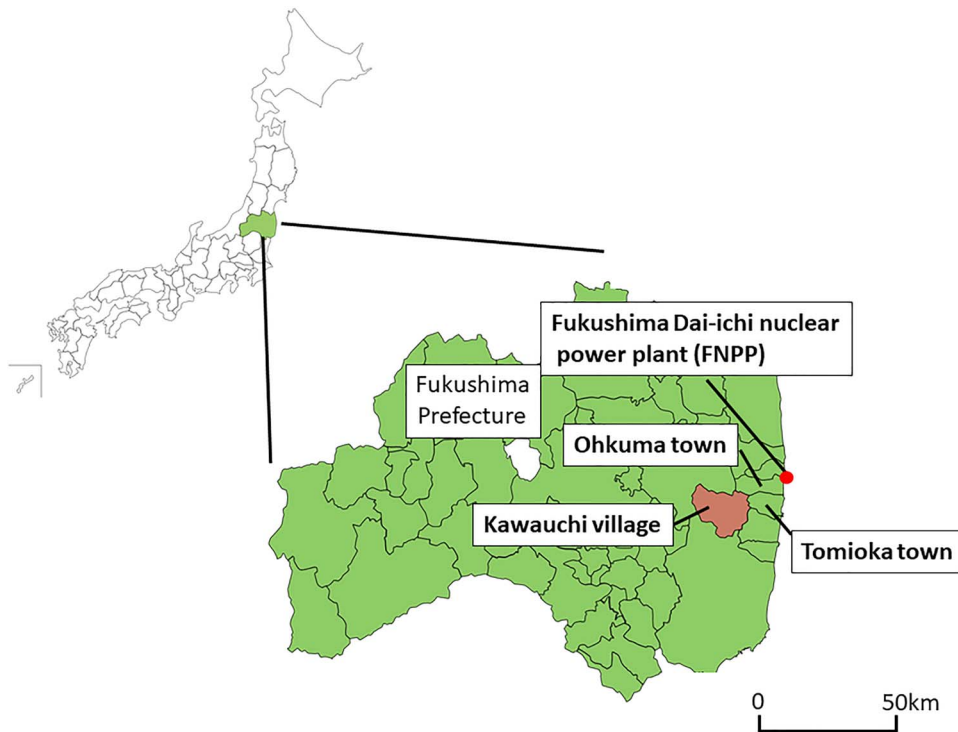 Fukushima Dai-ichi nuclear
power plant (FNPP)
Fukushima
Prefecture
Ohkuma town
Kawauchi village
Tomioka town
0
50km